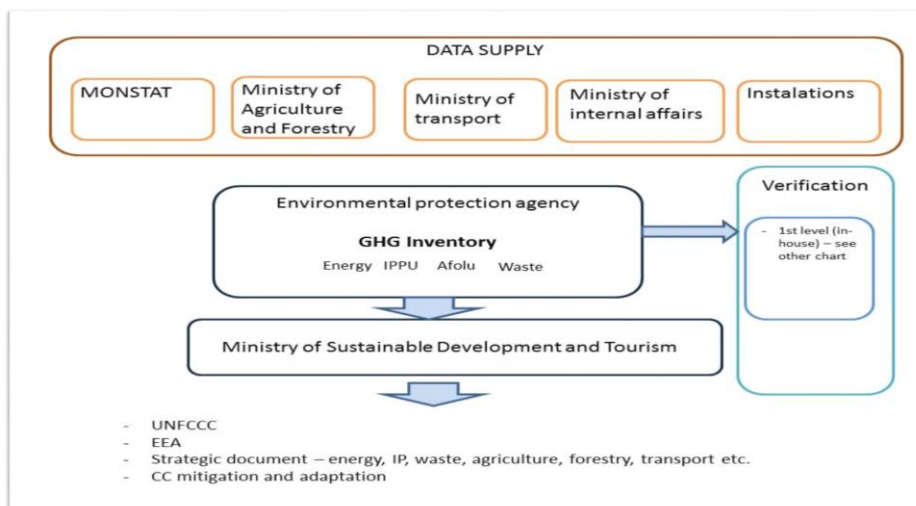 DATA SUPPLY
MONSTAT
Ministry of
Agriculture
and Forestry
Ministry of
transport
Ministry of
internal affairs
Instalations
Environmental protection agency
GHG Inventory
Energy IPPU Afolu Waste
Verification
- 1st level (in-
house) – see
other chart
Ministry of Sustainable Development and Tourism
- UNFCCC
- EEA
- Strategic document – energy, IP, waste, agriculture, forestry, transport etc.
- CC mitigation and adaptation